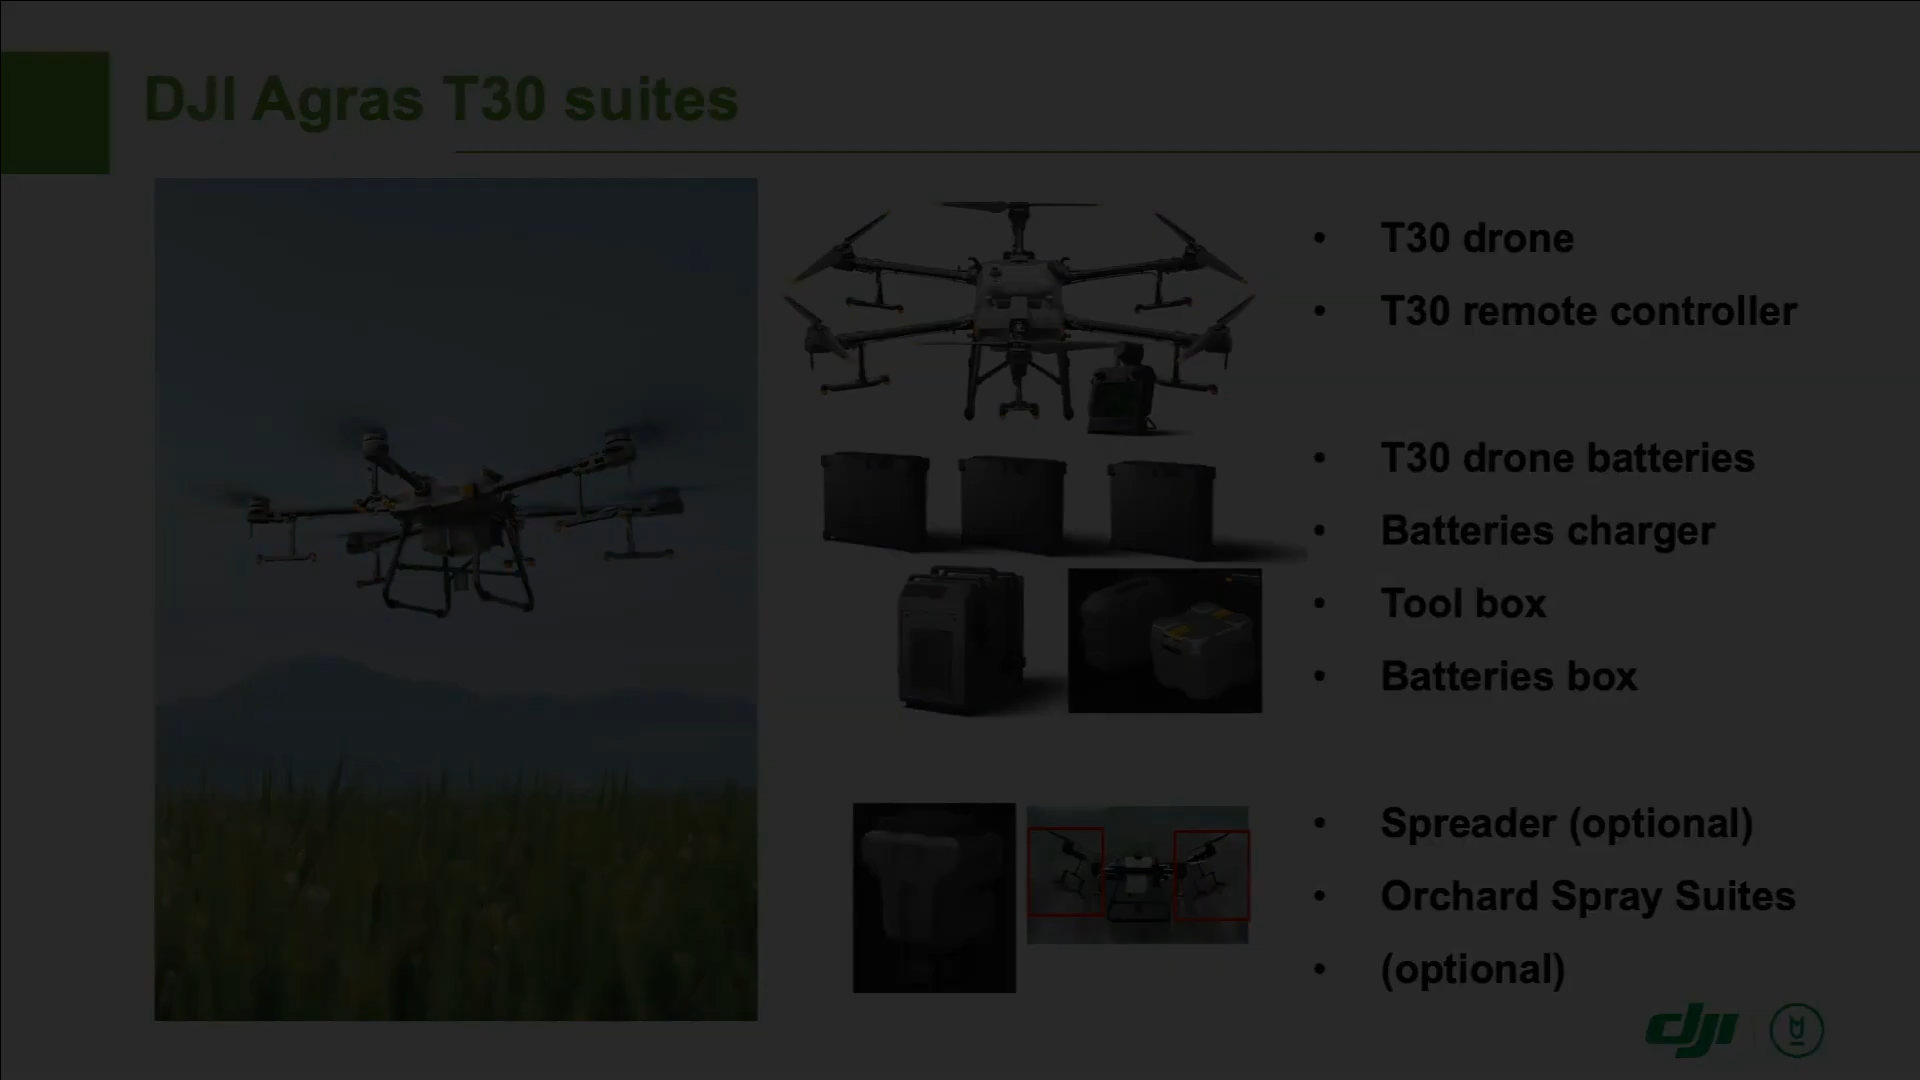 DJI Agras T30 suites
• T30 drone
• T30 remote controller
• T30 drone batteries
• Batteries charger
• Tool box
• Batteries box
• Spreader (optional)
• Orchard Spray Suites
• (optional)
dji